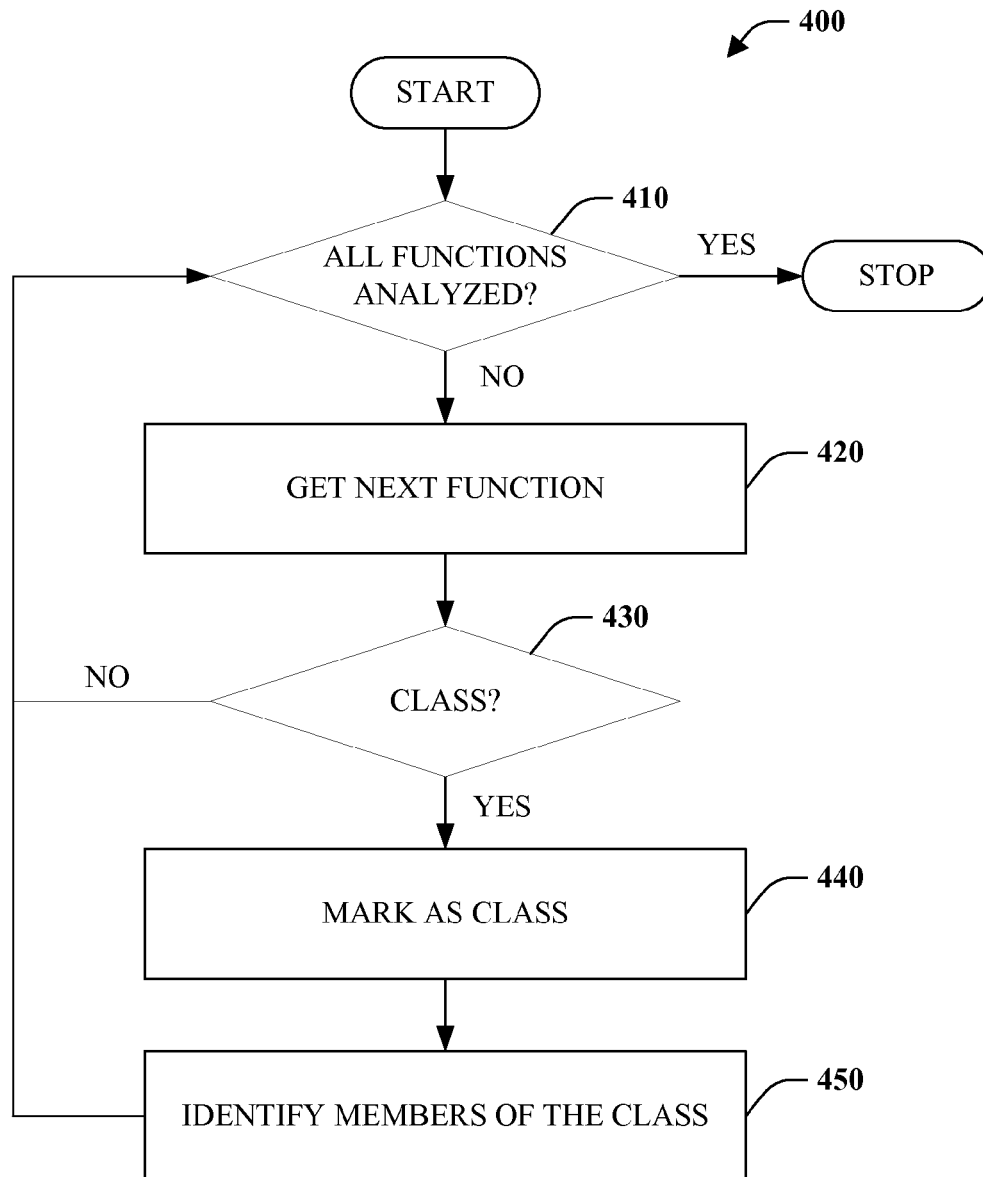 400
START
410
ALL FUNCTIONS
ANALYZED?
YES
STOP
NO
420
GET NEXT FUNCTION
430
NO
CLASS?
YES
440
MARK AS CLASS
450
IDENTIFY MEMBERS OF THE CLASS